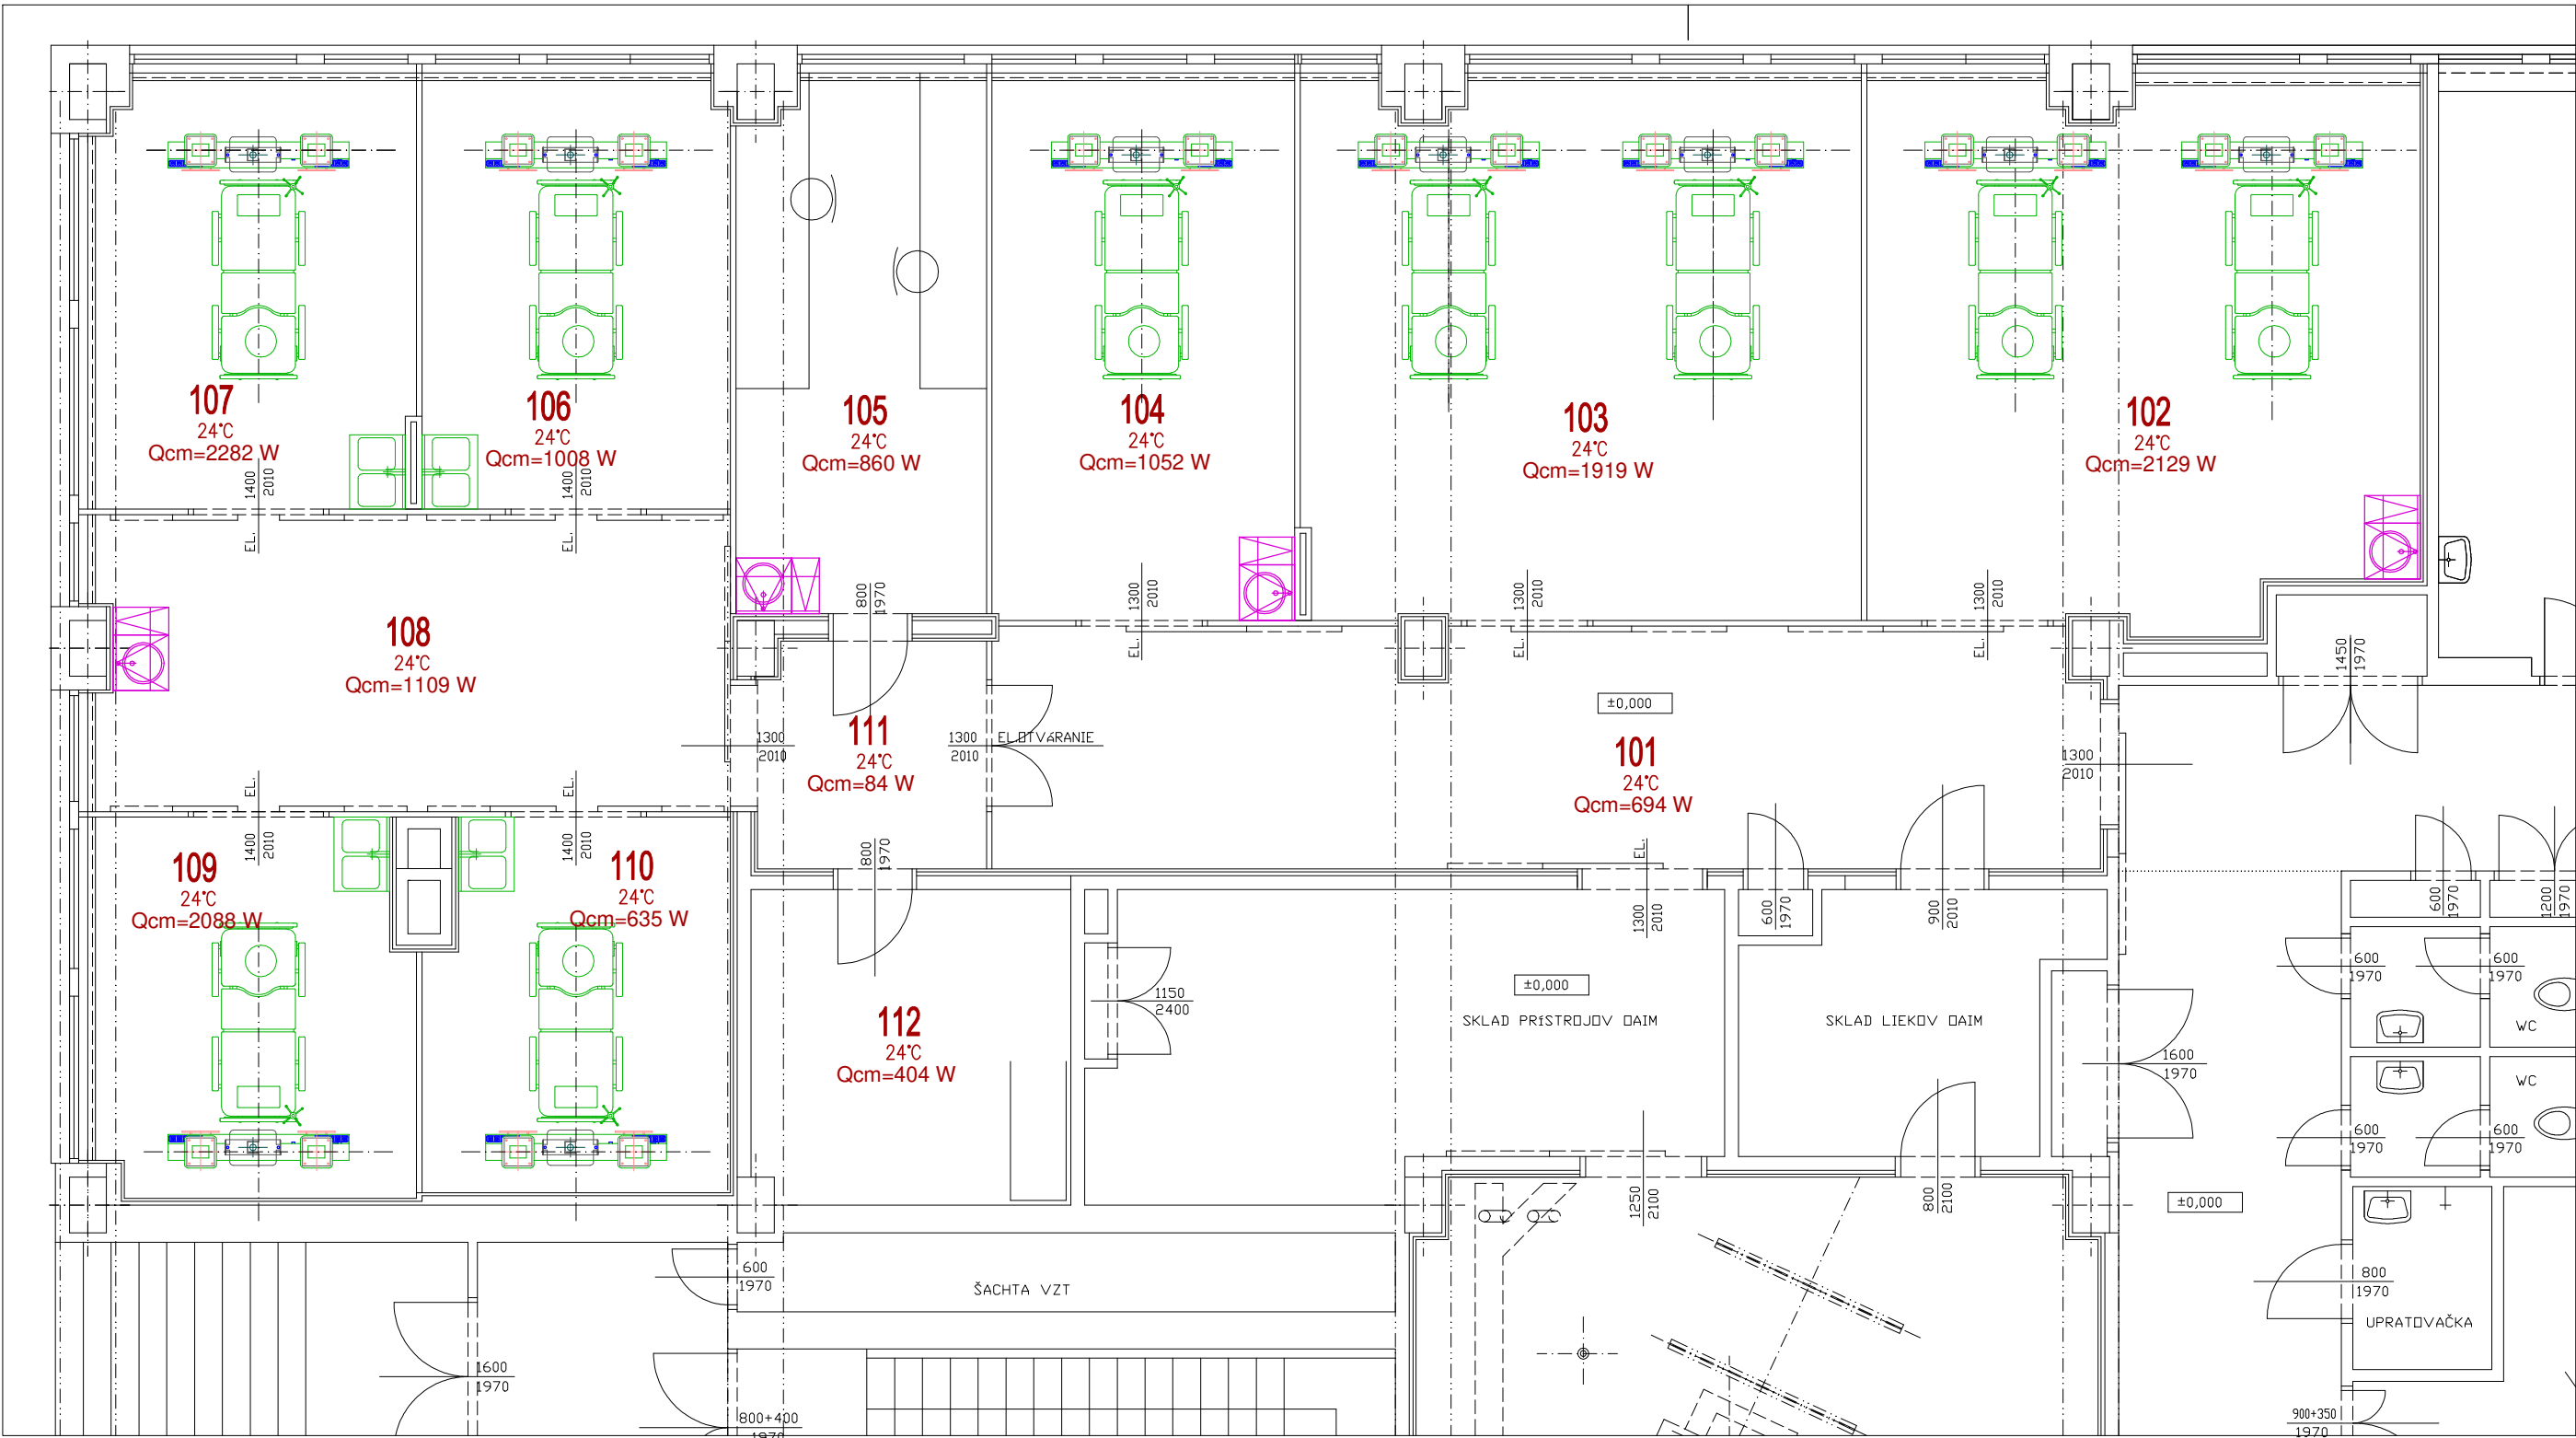 107
24°C
Qcm=2282 W
1400
2010
EL.
106
24°C
Qcm=1008 W
1400
2010
EL.
105
24°C
Qcm=860 W
800
1970
104
24°C
Qcm=1052 W
1300
2010
EL.
103
24°C
Qcm=1919 W
1300
2010
EL.
102
24°C
Qcm=2129 W
1300
2010
EL.
1450
1970
108
24°C
Qcm=1109 W
111
24°C
Qcm=84 W
1300
2010
1300
2010
EL.OTVÁRANIE
±0,000
101
24°C
Qcm=694 W
1300
2010
EL.
1400
2010
EL.
1400
2010
800
1970
EL.
1300
2010
600
1970
900
2010
600
1970
1200
1970
109
24°C
Qcm=2088 W
110
24°C
Qcm=635 W
112
24°C
Qcm=404 W
1150
2400
±0,000
SKLAD PRÍSTROJOV OAIM
SKLAD LIEKOV OAIM
600
1970
600
1970
WC
1600
1970
WC
600
1970
600
1970
1250
2100
800
2100
±0,000
600
1970
ŠACHTA VZT
800
1970
UPRATOVAČKA
1600
1970
800+400
1970
900+350
1970